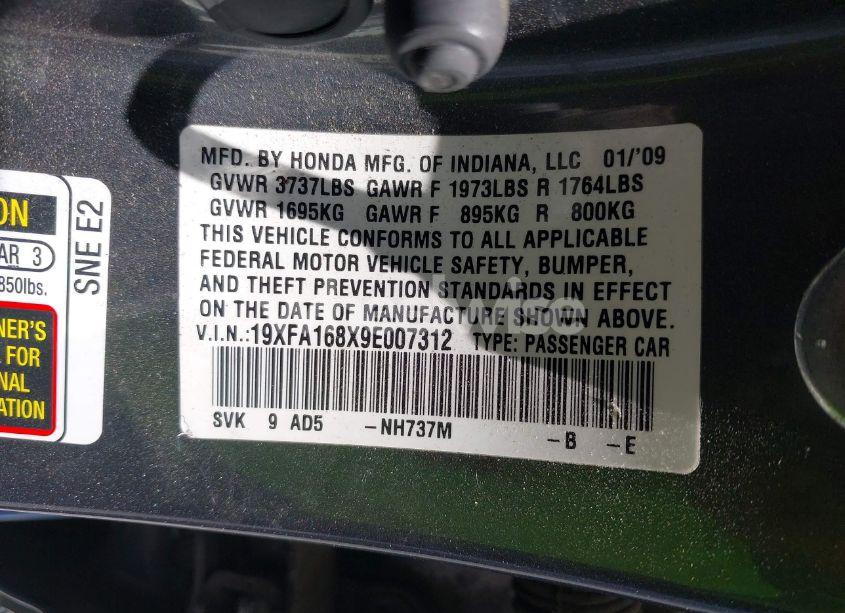 MFD. BY HONDA MFG. OF INDIANA, LLC 01/'09
GVWR 3737LBS GAWR F 1973LBS R 1764LBS
GVWR 1695KG GAWR F 895KG R 800KG
THIS VEHICLE CONFORMS TO ALL APPLICABLE
FEDERAL MOTOR VEHICLE SAFETY, BUMPER,
AND THEFT PREVENTION STANDARDS IN EFFECT
ON THE DATE OF MANUFACTURE SHOWN ABOVE.
V.I.N.:19XFA168X9E007312 TYPE: PASSENGER CAR
SVK 9 AD5 -NH737M -B -E
ON
AR 3
850lbs.
NER'S
L FOR
NAL
ATION
SNE E2
wise